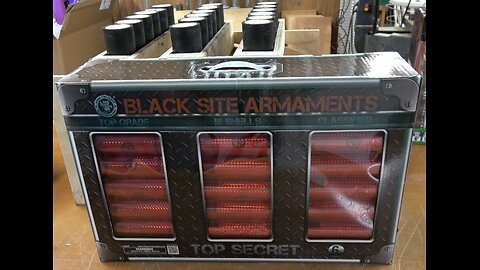 BLACK SITE ARMAMENTS
TOP GRADE 18 SHELLS CLASSIFIED
TOP SECRET